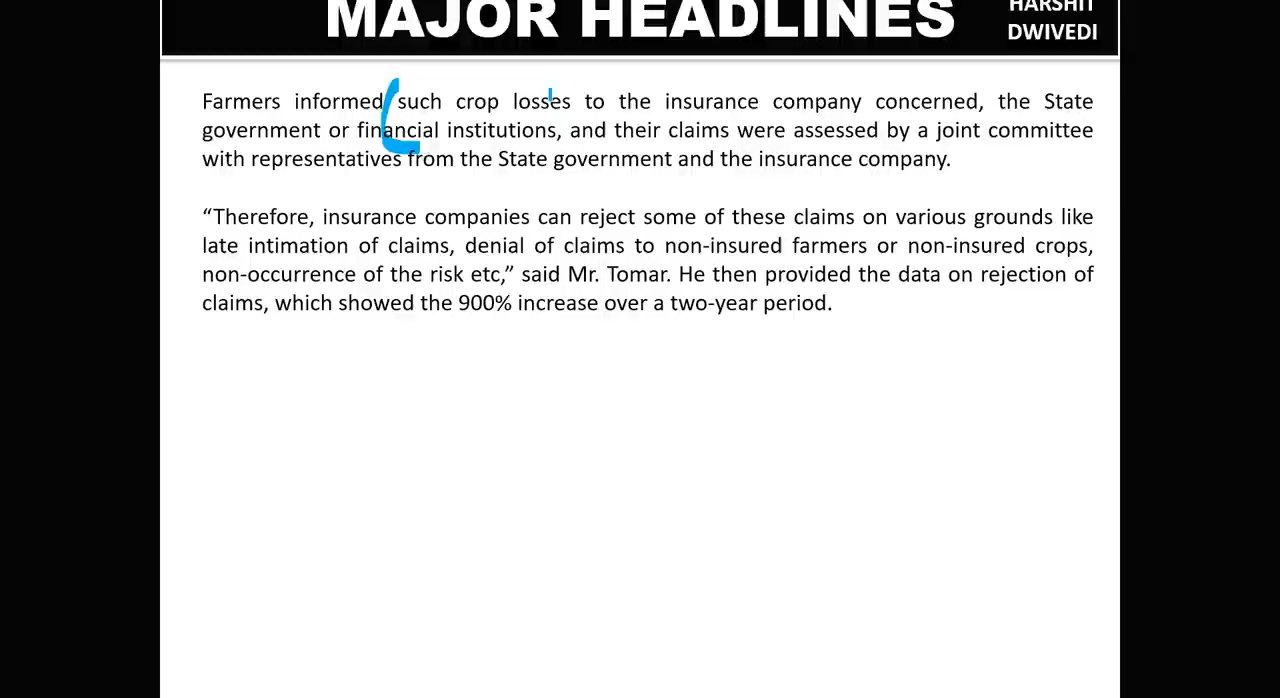 MAJOR HEADLINES
HARSHIT
DWIVEDI
Farmers informed such crop losses to the insurance company concerned, the State
government or financial institutions, and their claims were assessed by a joint committee
with representatives from the State government and the insurance company.
“Therefore, insurance companies can reject some of these claims on various grounds like
late intimation of claims, denial of claims to non-insured farmers or non-insured crops,
non-occurrence of the risk etc,” said Mr. Tomar. He then provided the data on rejection of
claims, which showed the 900% increase over a two-year period.